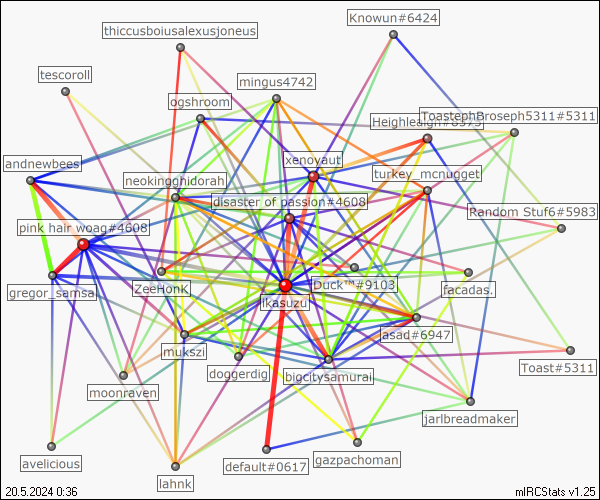 Knowun#6424
thiccusboiusalexusjoneus
tescoroll
mingus4742
ogshroom
ToastephBroseph5311#5311
Heighleigh#8375
andnewbees
xenoyaut
neokingghidorah
turkey_mcnugget
disaster of passion#4608
Random Stuf6#5983
pink hair woag#4608
gregor_samsa
ZeeHonk
Duck™#9103
facadas.
ikasuzu
asad#6947
mukszi
Toast#5311
doggerdig
bigcitysamurai
moonraven
jarlbreadmaker
avelicious
default#0617
gazpachoman
lahnk
20.5.2024 0:36
mIRCStats v1.25